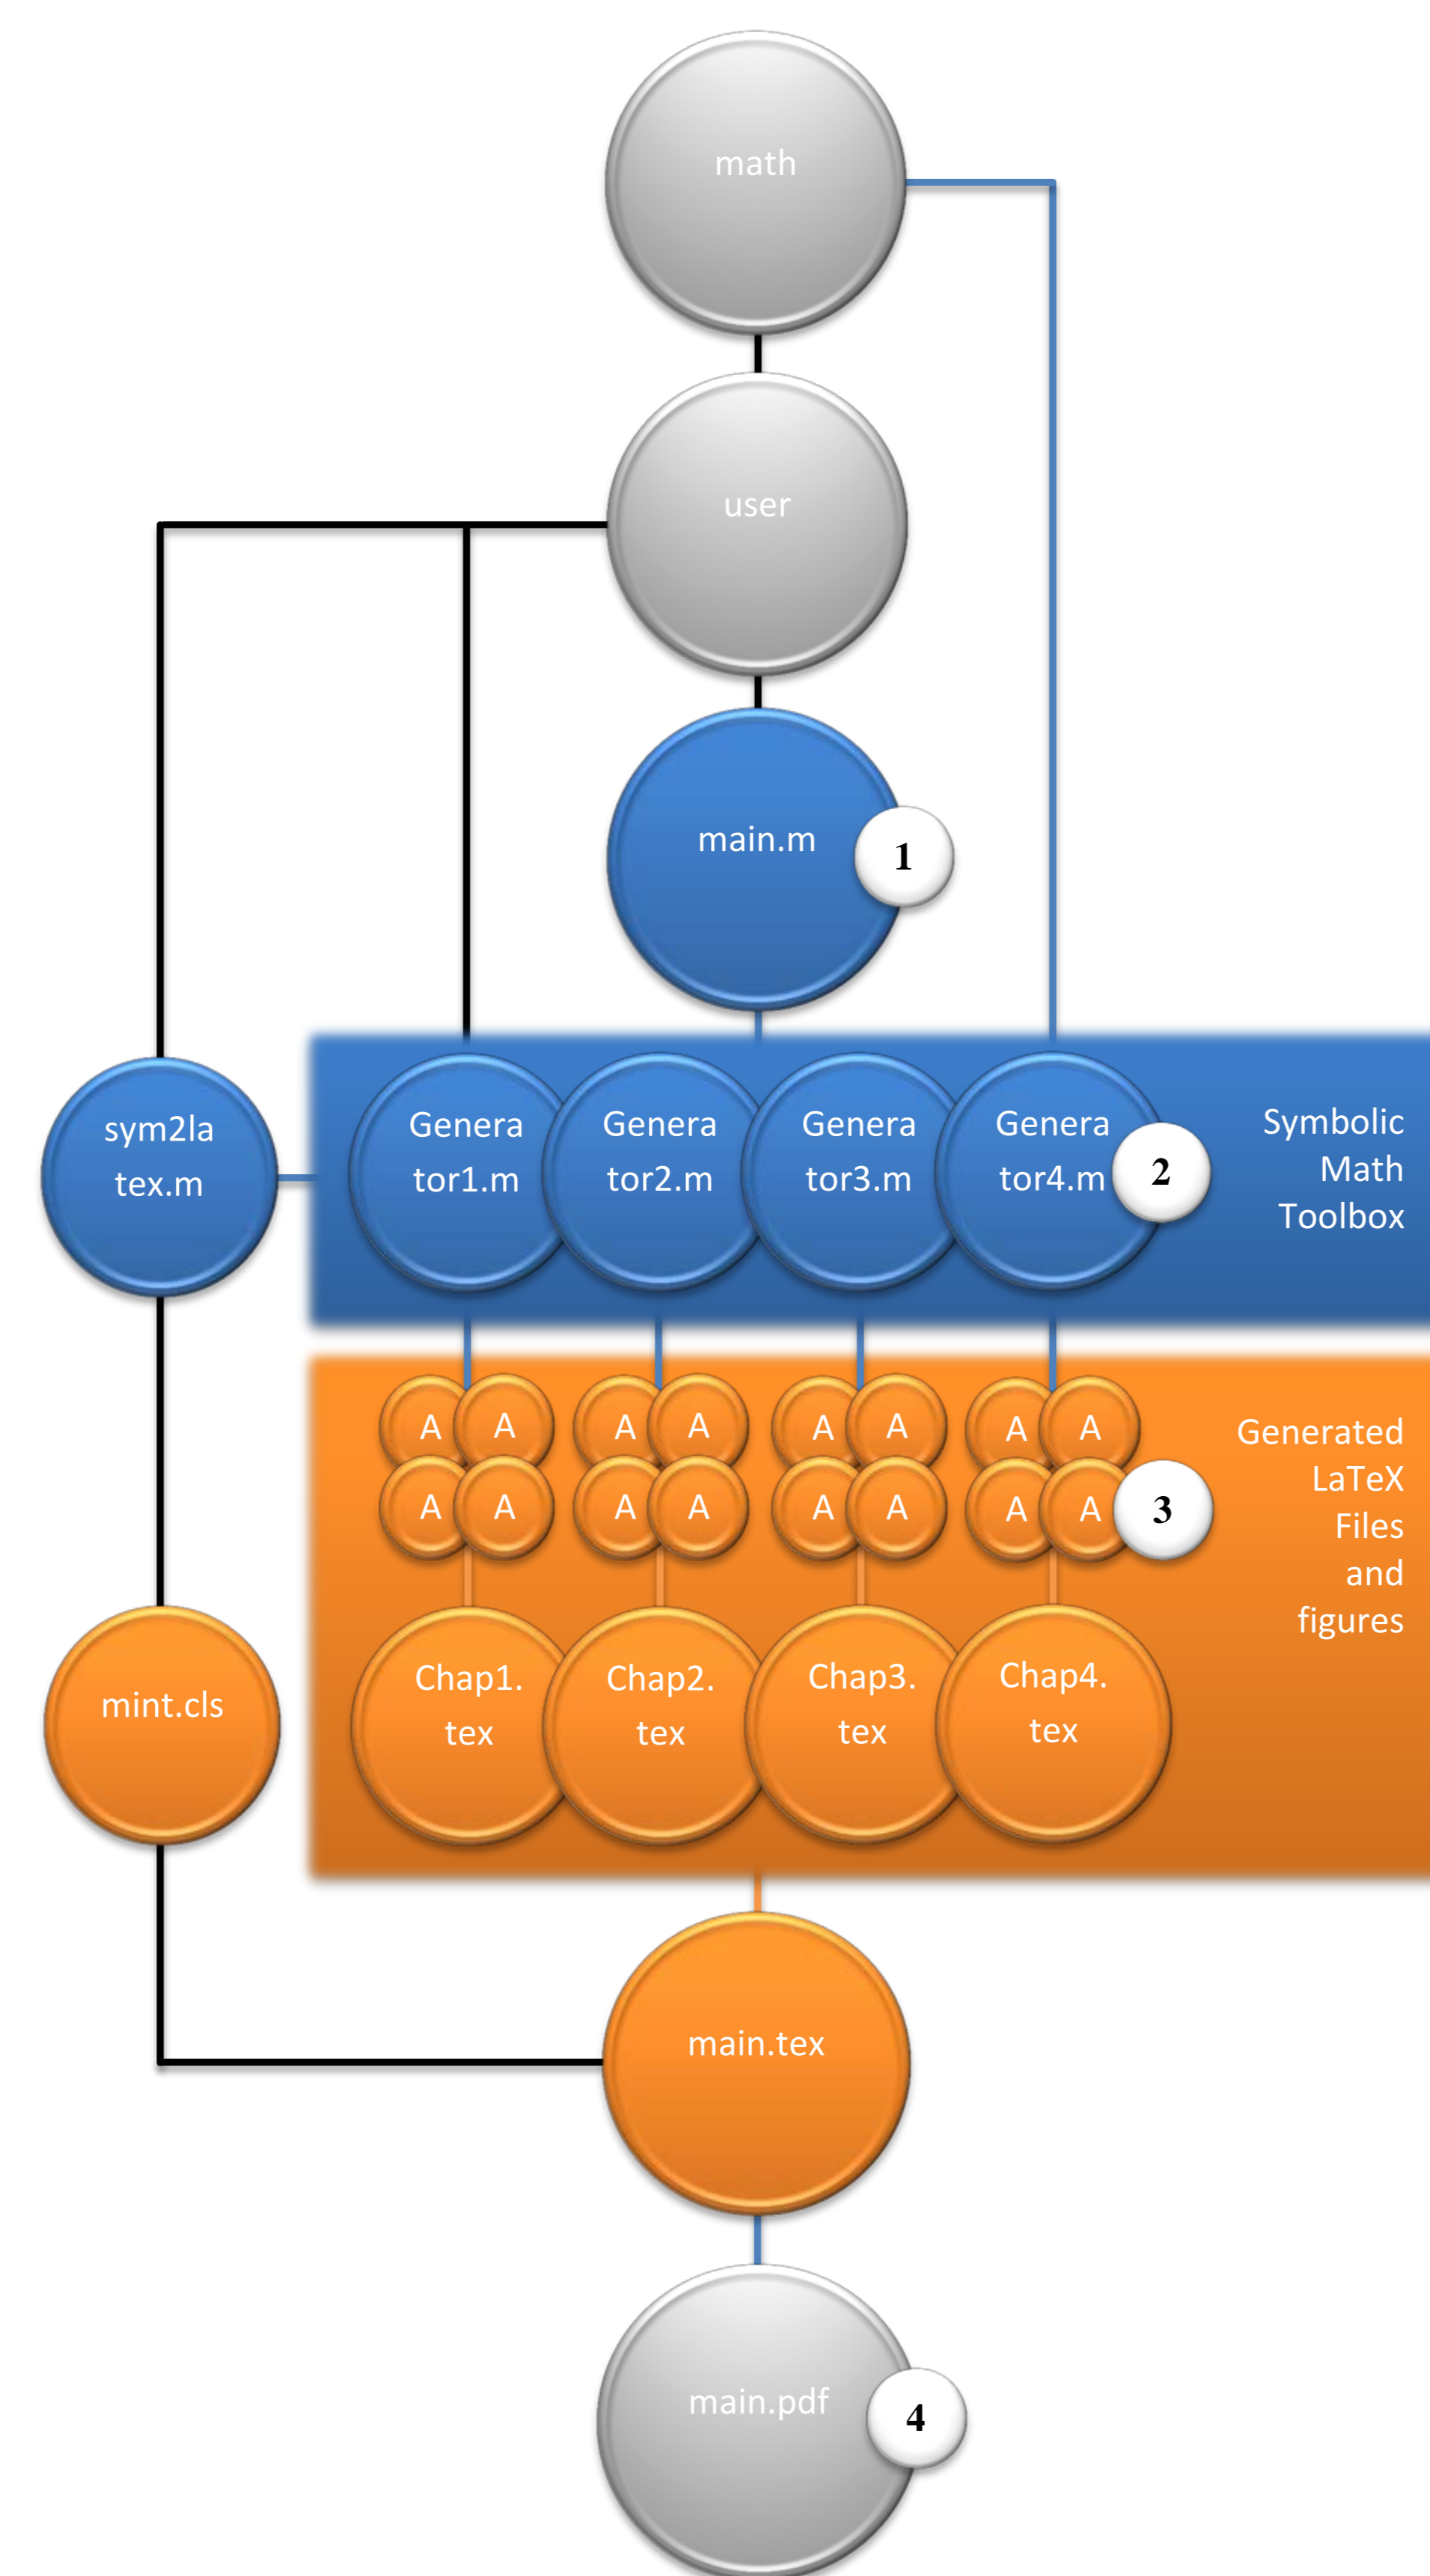 math
user
main.m
1
sym2la
tex.m
Genera
tor1.m
Genera
tor2.m
Genera
tor3.m
Genera
tor4.m
2
Symbolic
Math
Toolbox
A A A A A A A A
A A A A A A A A
3
Generated
LaTeX
Files
and
figures
mint.cls
Chap1.
tex
Chap2.
tex
Chap3.
tex
Chap4.
tex
main.tex
main.pdf
4